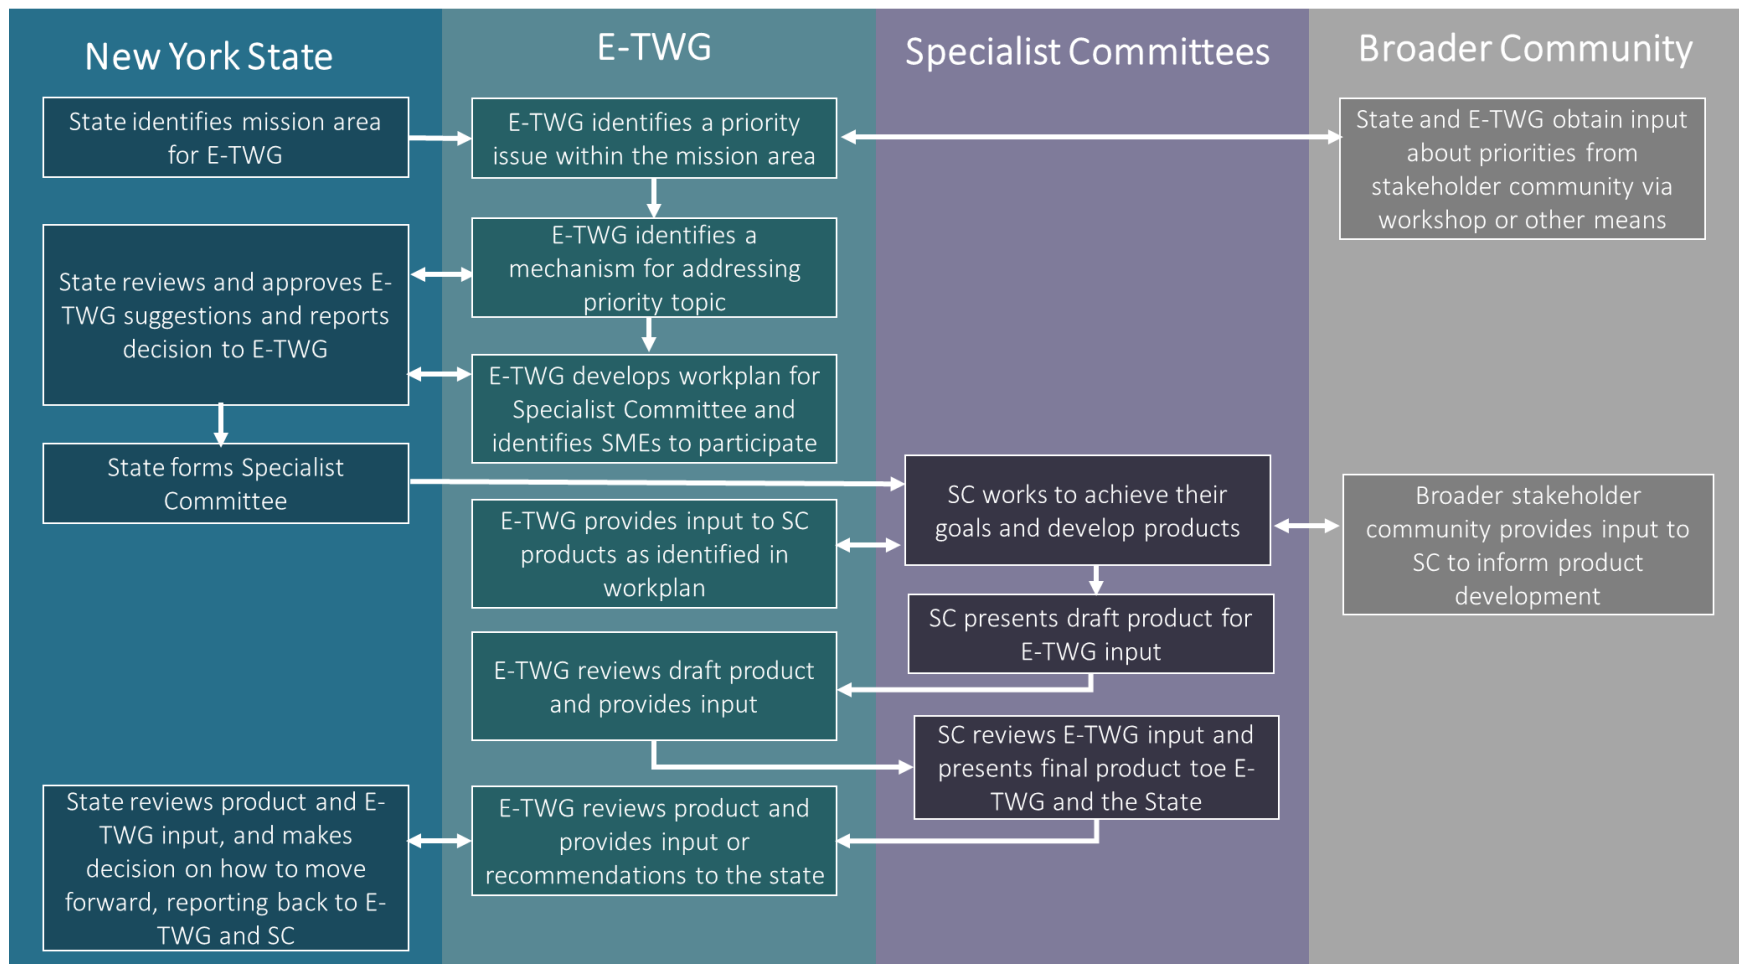 New York State
State identifies mission area
for E-TWG
State reviews and approves E-
TWG suggestions and reports
decision to E-TWG
State forms Specialist
Committee
State reviews product and E-
TWG input, and makes
decision on how to move
forward, reporting back to E-
TWG and SC
E-TWG
E-TWG identifies a priority
issue within the mission area
E-TWG identifies a
mechanism for addressing
priority topic
E-TWG develops workplan for
Specialist Committee and
identifies SMEs to participate
E-TWG provides input to SC
products as identified in
workplan
E-TWG reviews draft product
and provides input
E-TWG reviews product and
provides input or
recommendations to the state
Specialist Committees
SC works to achieve their
goals and develop products
SC presents draft product for
E-TWG input
SC reviews E-TWG input and
presents final product toe E-
TWG and the State
Broader Community
State and E-TWG obtain input
about priorities from
stakeholder community via
workshop or other means
Broader stakeholder
community provides input to
SC to inform product
development